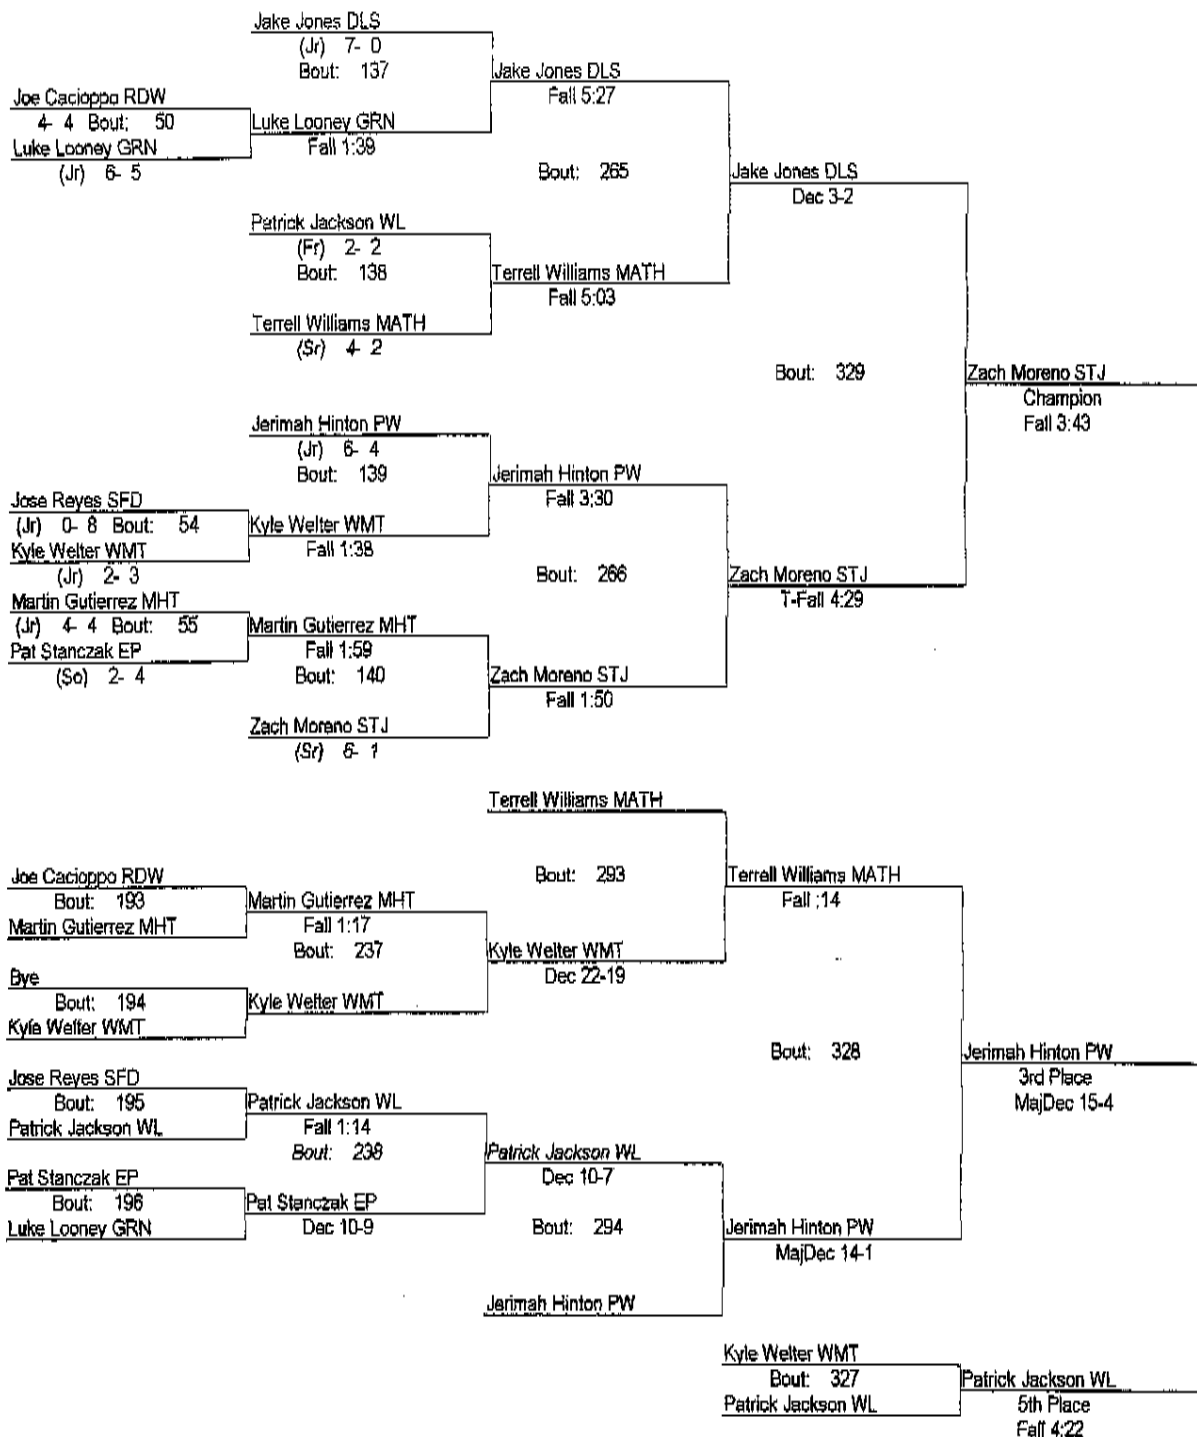 Jake Jones DLS
(Jr) 7- 0
Bout: 137
Jake Jones DLS
Fall 5:27
Joe Cacioppo RDW
4- 4 Bout: 50
Luke Looney GRN
Fall 1:39
Luke Looney GRN
(Jr) 6- 5
Bout: 265
Jake Jones DLS
Dec 3-2
Patrick Jackson WL
(Fr) 2- 2
Bout: 138
Terrell Williams MATH
Fall 5:03
Terrell Williams MATH
(Sr) 4- 2
Bout: 329
Zach Moreno STJ
Champion
Fall 3:43
Jerimah Hinton PW
(Jr) 6- 4
Bout: 139
Jerimah Hinton PW
Fall 3:30
Jose Reyes SFD
(Jr) 0- 8 Bout: 54
Kyle Welter WMT
Fall 1:38
Kyle Welter WMT
(Jr) 2- 3
Bout: 266
Zach Moreno STJ
T-Fall 4:29
Martin Gutierrez MHT
(Jr) 4- 4 Bout: 55
Martin Gutierrez MHT
Fall 1:59
Pat Stanczak EP
(So) 2- 4
Bout: 140
Zach Moreno STJ
Fall 1:50
Zach Moreno STJ
(Sr) 6- 1
Terrell Williams MATH
Bout: 293
Terrell Williams MATH
Fall :14
Joe Cacioppo RDW
Bout: 193
Martin Gutierrez MHT
Martin Gutierrez MHT
Fall 1:17
Bout: 237
Kyle Welter WMT
Dec 22-19
Bye
Bout: 194
Kyle Welter WMT
Kyle Welter WMT
Bout: 328
Jerimah Hinton PW
3rd Place
MajDec 15-4
Jose Reyes SFD
Bout: 195
Patrick Jackson WL
Patrick Jackson WL
Fall 1:14
Bout: 238
Patrick Jackson WL
Dec 10-7
Pat Stanczak EP
Bout: 196
Luke Looney GRN
Pat Stanczak EP
Dec 10-9
Bout: 294
Jerimah Hinton PW
MajDec 14-1
Jerimah Hinton PW
Kyle Welter WMT
Bout: 327
Patrick Jackson WL
Patrick Jackson WL
5th Place
Fall 4:22